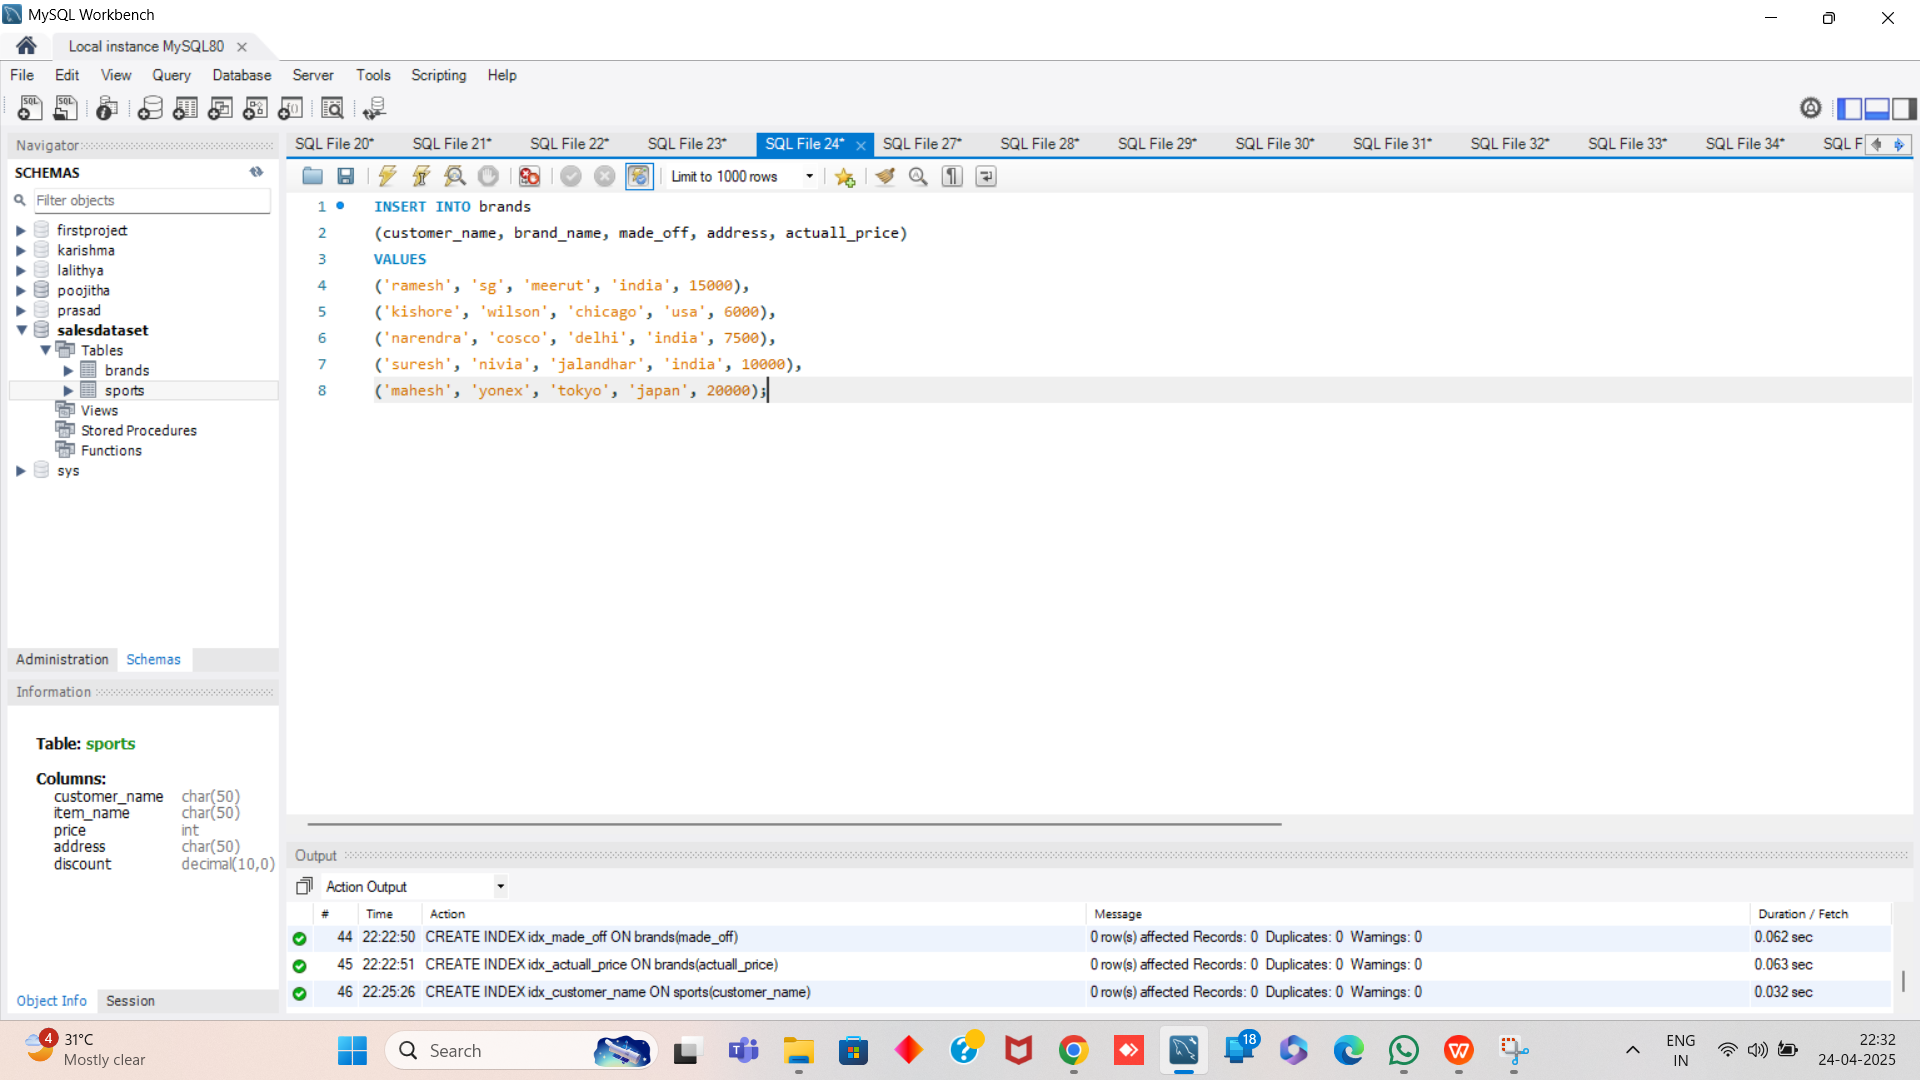 MySQL Workbench
Local instance MySQL80
File Edit View Query Database Server Tools Scripting Help
Navigator
SCHEMAS
Filter objects
firstproject
karishma
lalithya
poojitha
prasad
salesdataset
Tables
brands
sports
Views
Stored Procedures
Functions
sys
Administration Schemas
Information
Table: sports
Columns:
customer_name char(50)
item_name char(50)
price int
address char(50)
discount decimal(10,0)
Object Info Session
SQL File 20* SQL File 21* SQL File 22* SQL File 23* SQL File 24* SQL File 27* SQL File 28* SQL File 29* SQL File 30* SQL File 31* SQL File 32* SQL File 33* SQL File 34* SQL F
Limit to 1000 rows
1 INSERT INTO brands
2 (customer_name, brand_name, made_off, address, actuall_price)
3 VALUES
4 ('ramesh', 'sg', 'meerut', 'india', 15000),
5 ('kishore', 'wilson', 'chicago', 'usa', 6000),
6 ('narendra', 'cosco', 'delhi', 'india', 7500),
7 ('suresh', 'nivia', 'jalandhar', 'india', 10000),
8 ('mahesh', 'yonex', 'tokyo', 'japan', 20000);
Output
Action Output
# Time Action Message Duration / Fetch
44 22:22:50 CREATE INDEX idx_made_off ON brands(made_off) 0 row(s) affected Records: 0 Duplicates: 0 Warnings: 0 0.062 sec
45 22:22:51 CREATE INDEX idx_actuall_price ON brands(actuall_price) 0 row(s) affected Records: 0 Duplicates: 0 Warnings: 0 0.063 sec
46 22:25:26 CREATE INDEX idx_customer_name ON sports(customer_name) 0 row(s) affected Records: 0 Duplicates: 0 Warnings: 0 0.032 sec
4
31°C
Mostly clear
Search
18
ENG
IN
22:32
24-04-2025